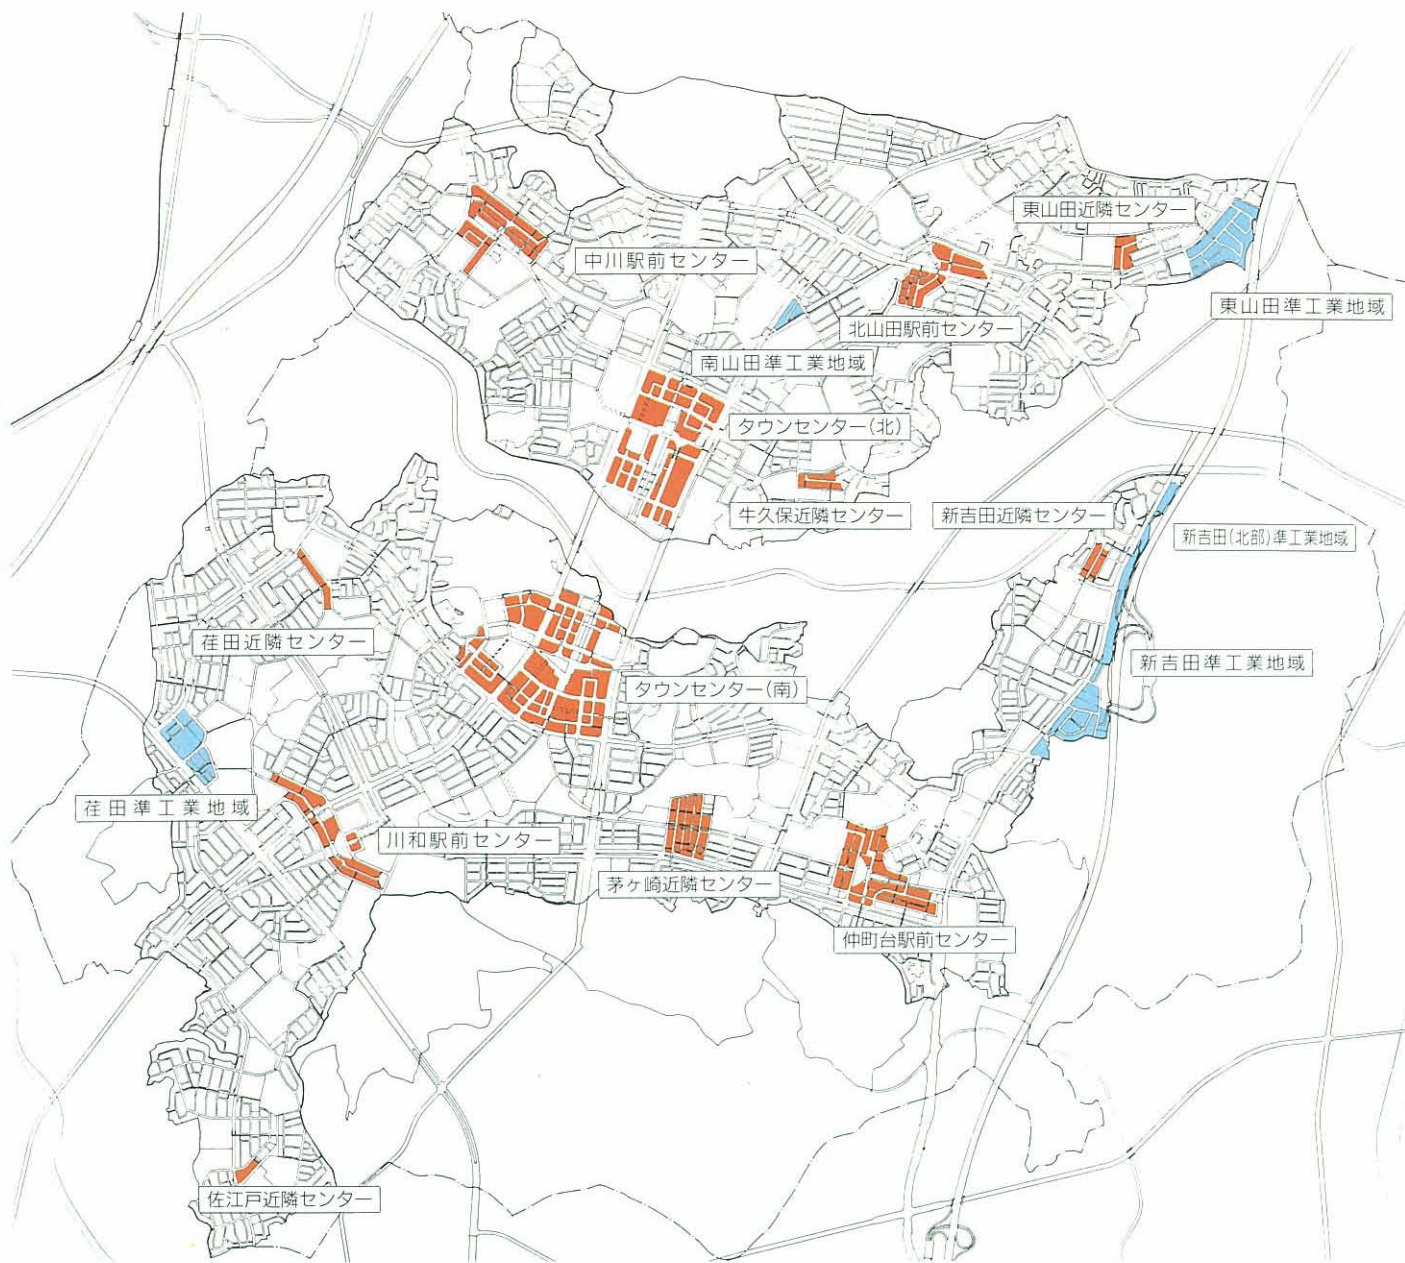 東山田近隣センター
中川駅前センター
東山田準工業地域
北山田駅前センター
南山田準工業地域
タウンセンター(北)
牛久保近隣センター
新吉田近隣センター
新吉田(北部)準工業地域
荏田近隣センター
新吉田準工業地域
タウンセンター(南)
荏田準工業地域
川和駅前センター
茅ヶ崎近隣センター
仲町台駅前センター
佐江戸近隣センター